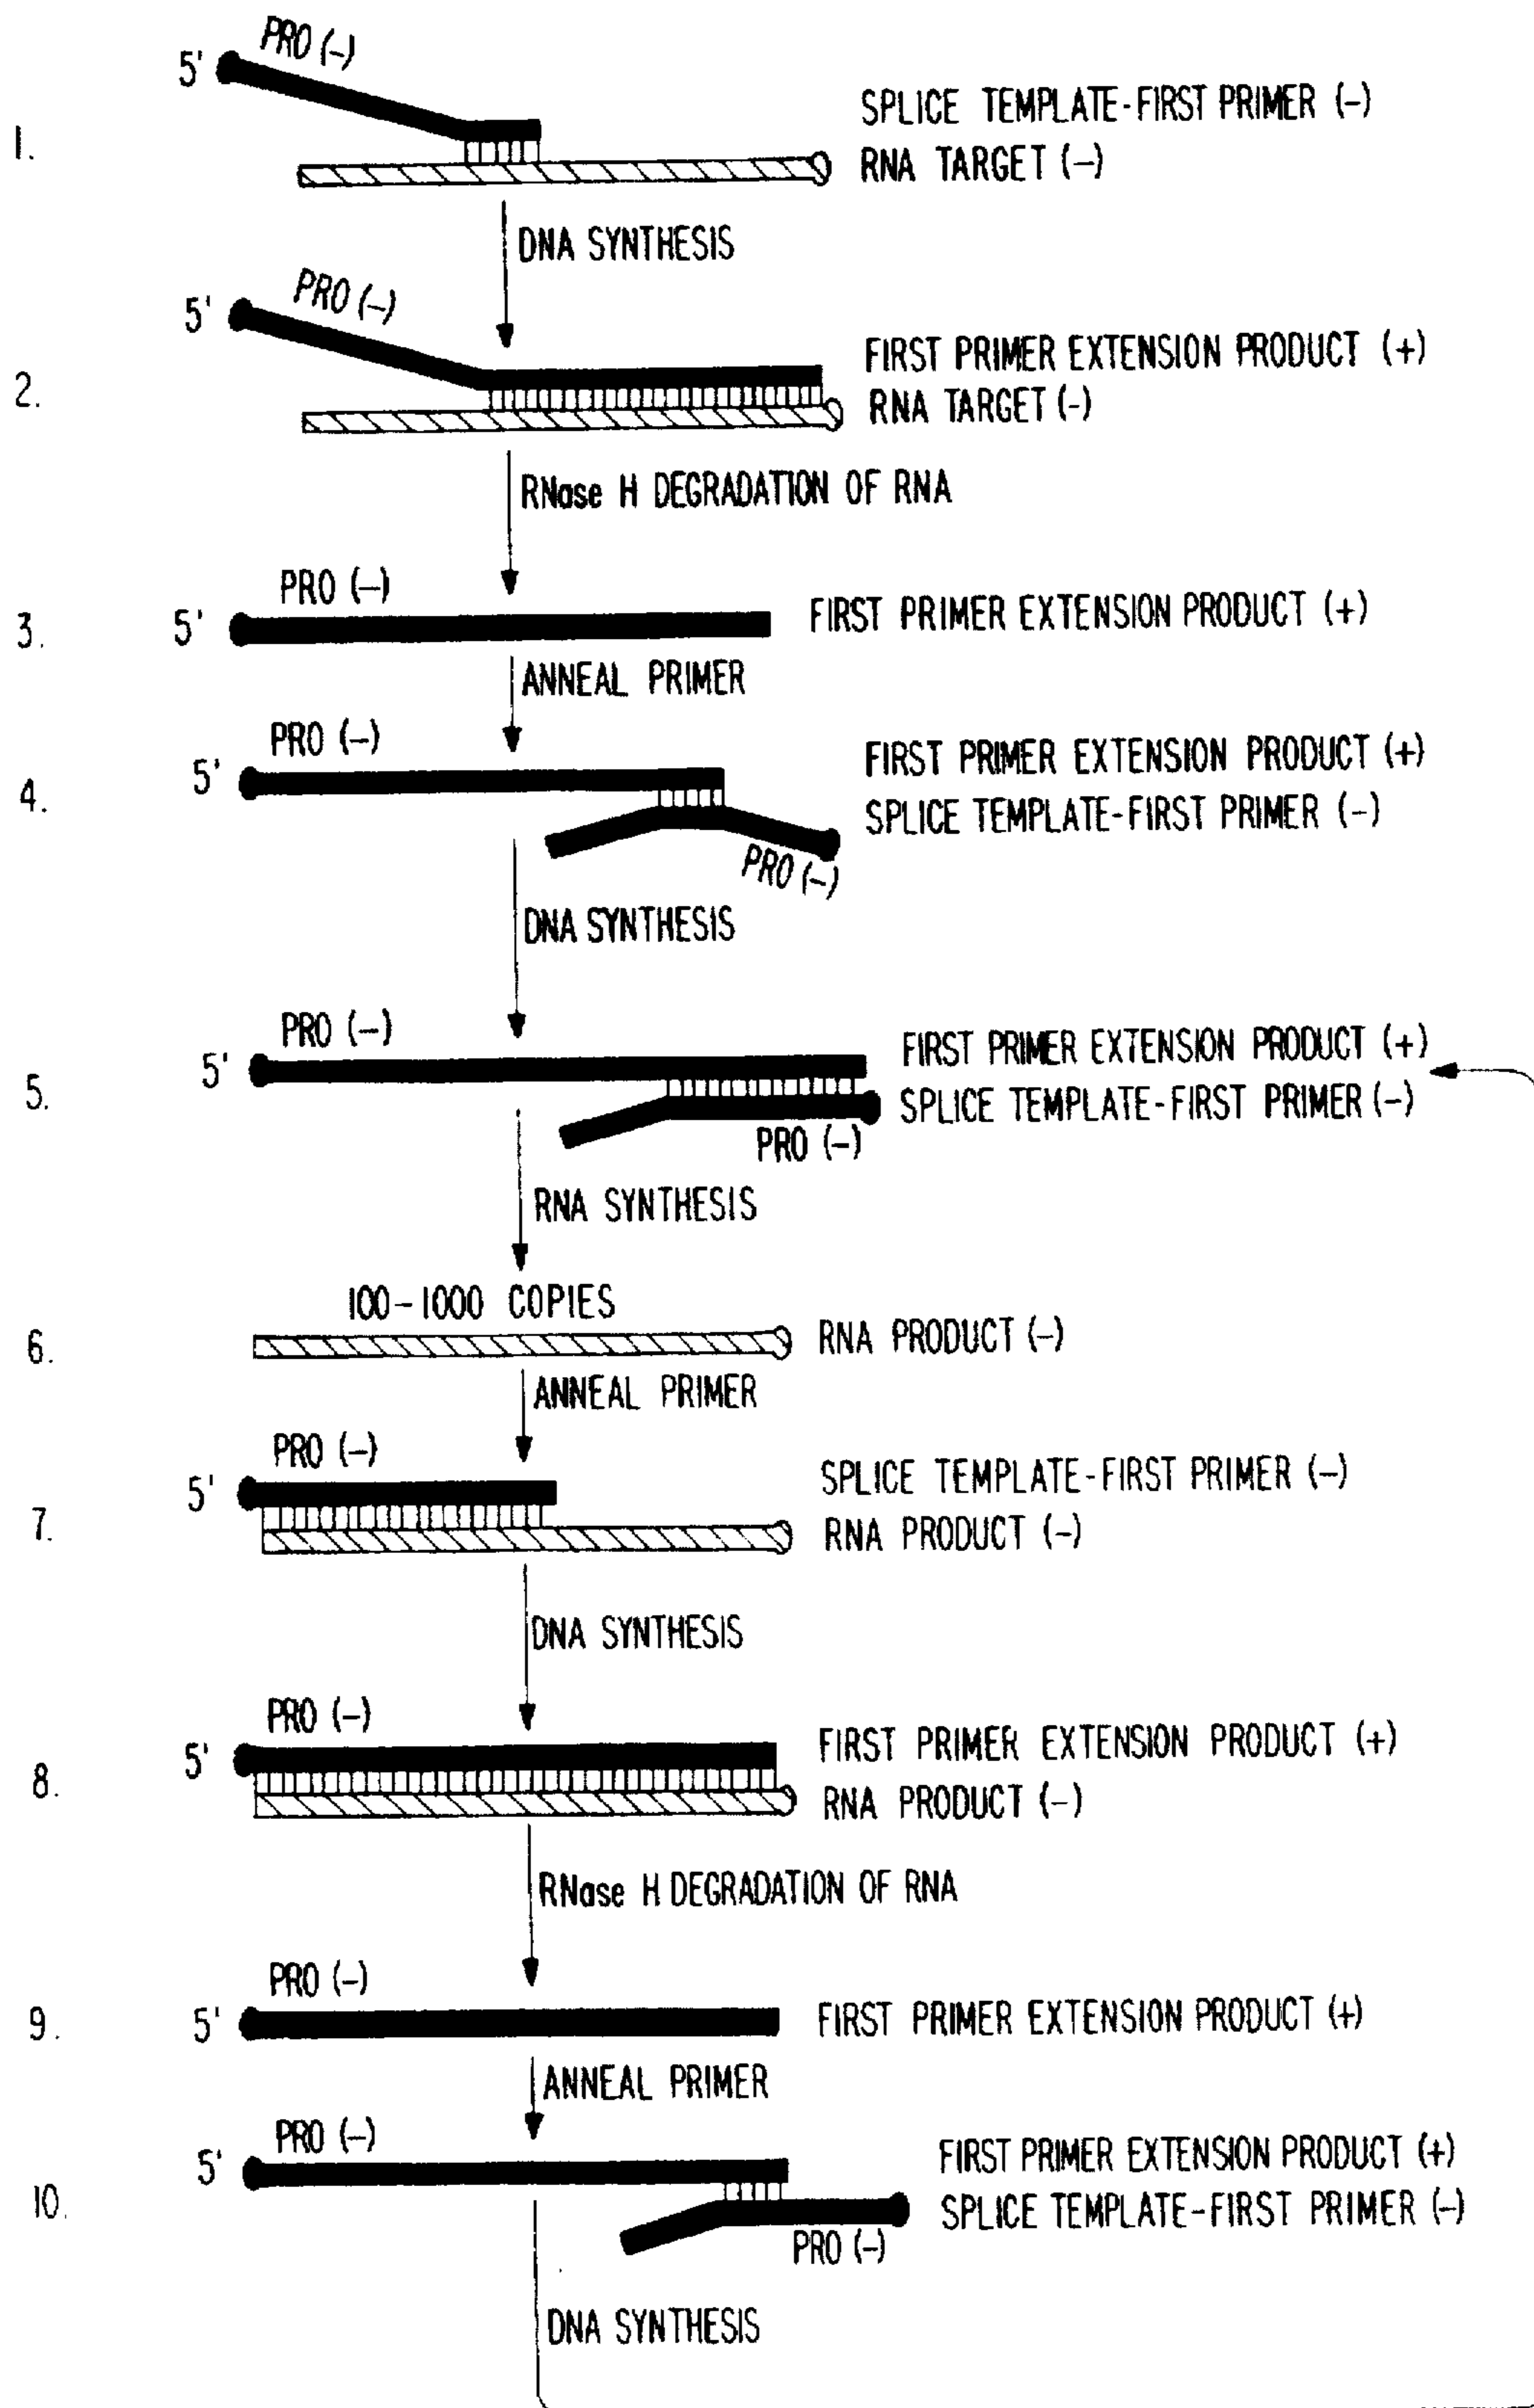 PRO (-)
5'
1.
SPLICE TEMPLATE-FIRST PRIMER (-)
RNA TARGET (-)
DNA SYNTHESIS
PRO (-)
5'
2.
FIRST PRIMER EXTENSION PRODUCT (+)
RNA TARGET (-)
RNase H DEGRADATION OF RNA
PRO (-)
3.
5'
FIRST PRIMER EXTENSION PRODUCT (+)
ANNEAL PRIMER
PRO (-)
5'
4.
FIRST PRIMER EXTENSION PRODUCT (+)
SPLICE TEMPLATE-FIRST PRIMER (-)
PRO (-)
DNA SYNTHESIS
PRO (-)
5'
5.
FIRST PRIMER EXTENSION PRODUCT (+)
SPLICE TEMPLATE-FIRST PRIMER (-)
PRO (-)
RNA SYNTHESIS
100-1000 COPIES
6.
RNA PRODUCT (-)
ANNEAL PRIMER
PRO (-)
5'
7.
SPLICE TEMPLATE-FIRST PRIMER (-)
RNA PRODUCT (-)
DNA SYNTHESIS
PRO (-)
5'
8.
FIRST PRIMER EXTENSION PRODUCT (+)
RNA PRODUCT (-)
RNase H DEGRADATION OF RNA
PRO (-)
9.
5'
FIRST PRIMER EXTENSION PRODUCT (+)
ANNEAL PRIMER
PRO (-)
5'
10.
FIRST PRIMER EXTENSION PRODUCT (+)
SPLICE TEMPLATE-FIRST PRIMER (-)
PRO (-)
DNA SYNTHESIS